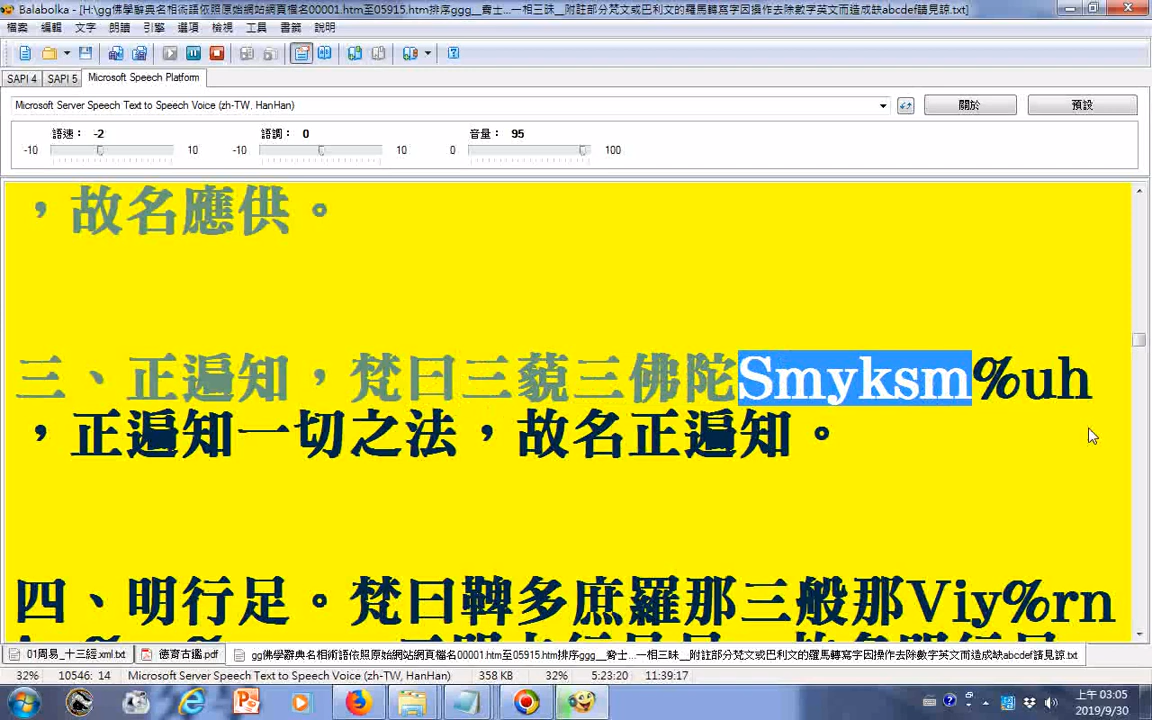 Balabolka - [H:\gg佛學辭典名相術語依照原始網站網頁檔名00001.htm至05915.htm排序ggg__脅士...一相三昧__附註部分梵文或巴利文的羅馬轉寫字因操作去除數字英文而造成缺abcdef請見諒.txt]
檔案 編輯 文字 朗讀 引擎 選項 檢視 工具 書籤 說明
SAPI 4 SAPI 5 Microsoft Speech Platform
Microsoft Server Speech Text to Speech Voice (zh-TW, HanHan) 關於 預設
語速： -2 語調： 0 音量： 95
-10 10 -10 10 0 100
，故名應供。
三、正遍知，梵曰三藐三佛陀Smyksm%uh
，正遍知一切之法，故名正遍知。
四、明行足。梵曰鞞多庶羅那三般那Viy%rn
01周易_十三經.xml.txt 德育古鑑.pdf gg佛學辭典名相術語依照原始網站網頁檔名00001.htm至05915.htm排序ggg__脅士...一相三昧__附註部分梵文或巴利文的羅馬轉寫字因操作去除數字英文而造成缺abcdef請見諒.txt
32% 10546: 14 Microsoft Server Speech Text to Speech Voice (zh-TW, HanHan) 358 KB 32% 5:23:20 11:39:17
上午 03:05
2019/9/30